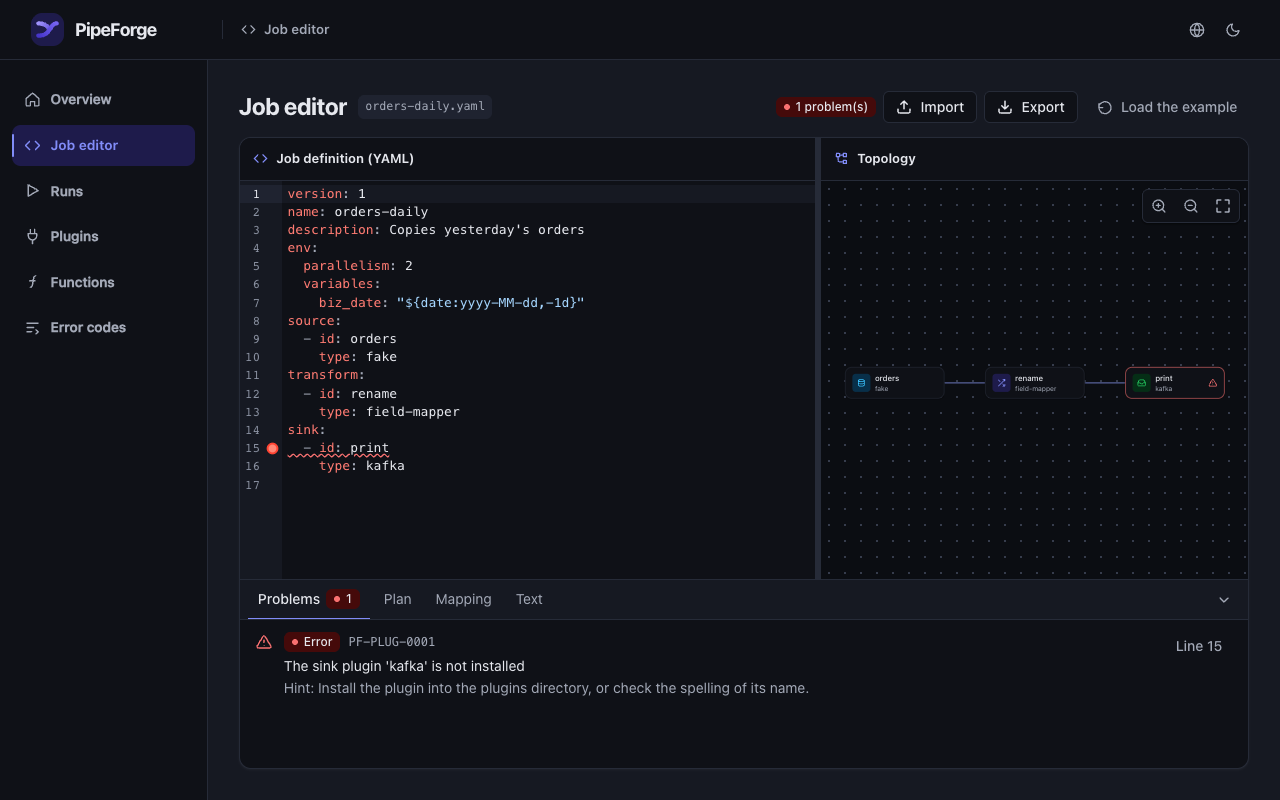 PipeForge
Job editor
Overview
Job editor
Runs
Plugins
Functions
Error codes
Job editor
orders-daily.yaml
1 problem(s)
Import
Export
Load the example
Job definition (YAML)
1 version: 1
2 name: orders-daily
3 description: Copies yesterday's orders
4 env:
5   parallelism: 2
6   variables:
7     biz_date: "${date:yyyy-MM-dd,-1d}"
8 source:
9   - id: orders
10     type: fake
11 transform:
12   - id: rename
13     type: field-mapper
14 sink:
15   - id: print
16     type: kafka
17
Topology
orders
fake
rename
field-mapper
print
kafka
Problems 1
Plan
Mapping
Text
Error PF-PLUG-0001
Line 15
The sink plugin 'kafka' is not installed
Hint: Install the plugin into the plugins directory, or check the spelling of its name.